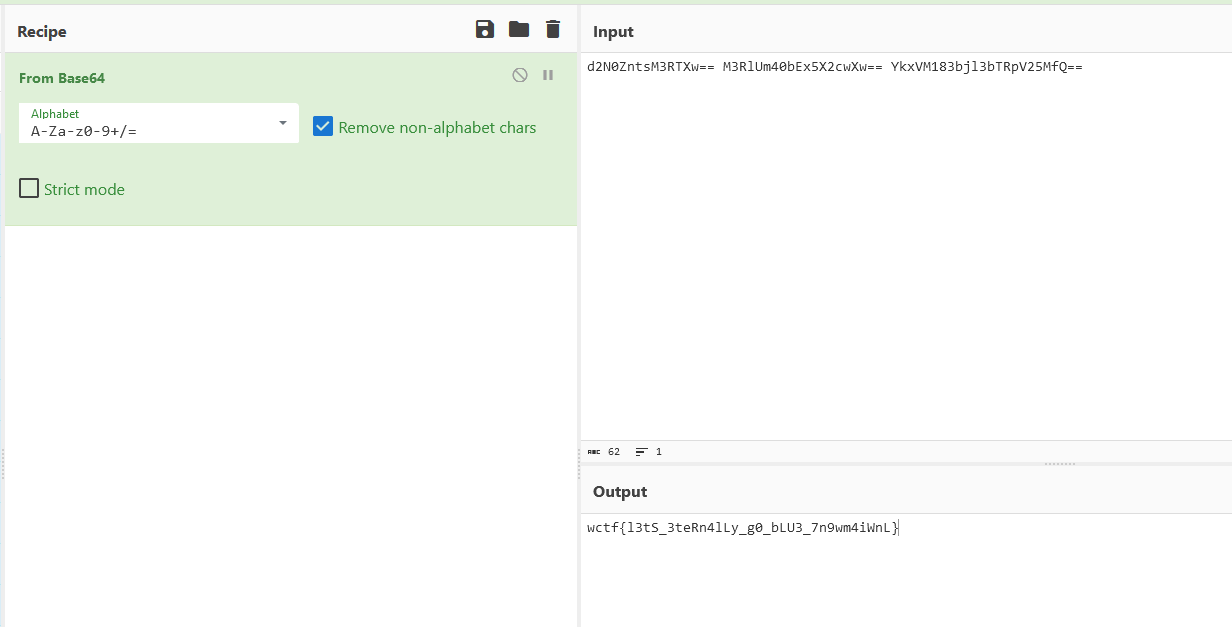 Recipe
From Base64
Alphabet
A-Za-z0-9+/=
Remove non-alphabet chars
Strict mode
Input
d2N0ZntsM3RTXw== M3RlUm40bEx5X2cwXw== YkxVM183bjl3bTRpV25MfQ==
ABC 62 1
Output
wctf{l3tS_3teRn4lLy_g0_bLU3_7n9wm4iWnL}